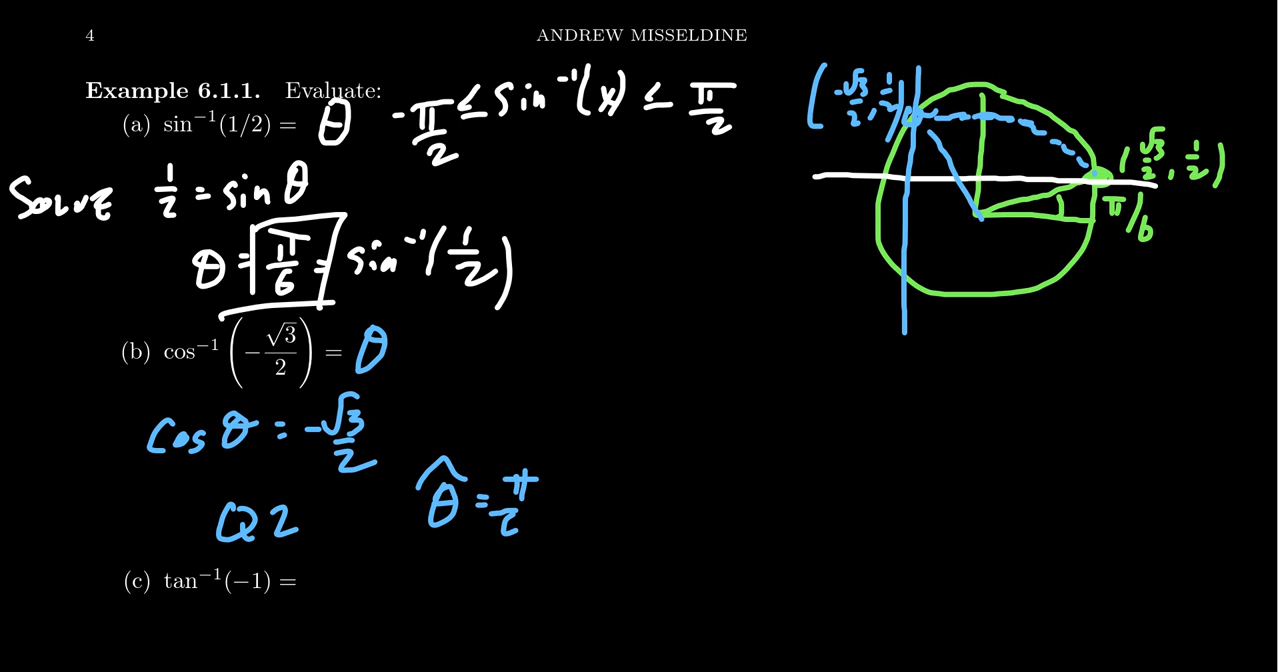 4 ANDREW MISSELDINE
Example 6.1.1. Evaluate:
(a) sin⁻¹(1/2) = θ
-π/2 ≤ sin⁻¹(x) ≤ π/2
(-√3/2, 1/2)
(√3/2, 1/2)
π/6
SOLVE 1/2 = sin θ
θ = π/6 = sin⁻¹(1/2)
(b) cos⁻¹(-√3/2) = θ
cos θ = -√3/2
Q2 θ̂ = π/2
(c) tan⁻¹(−1) =